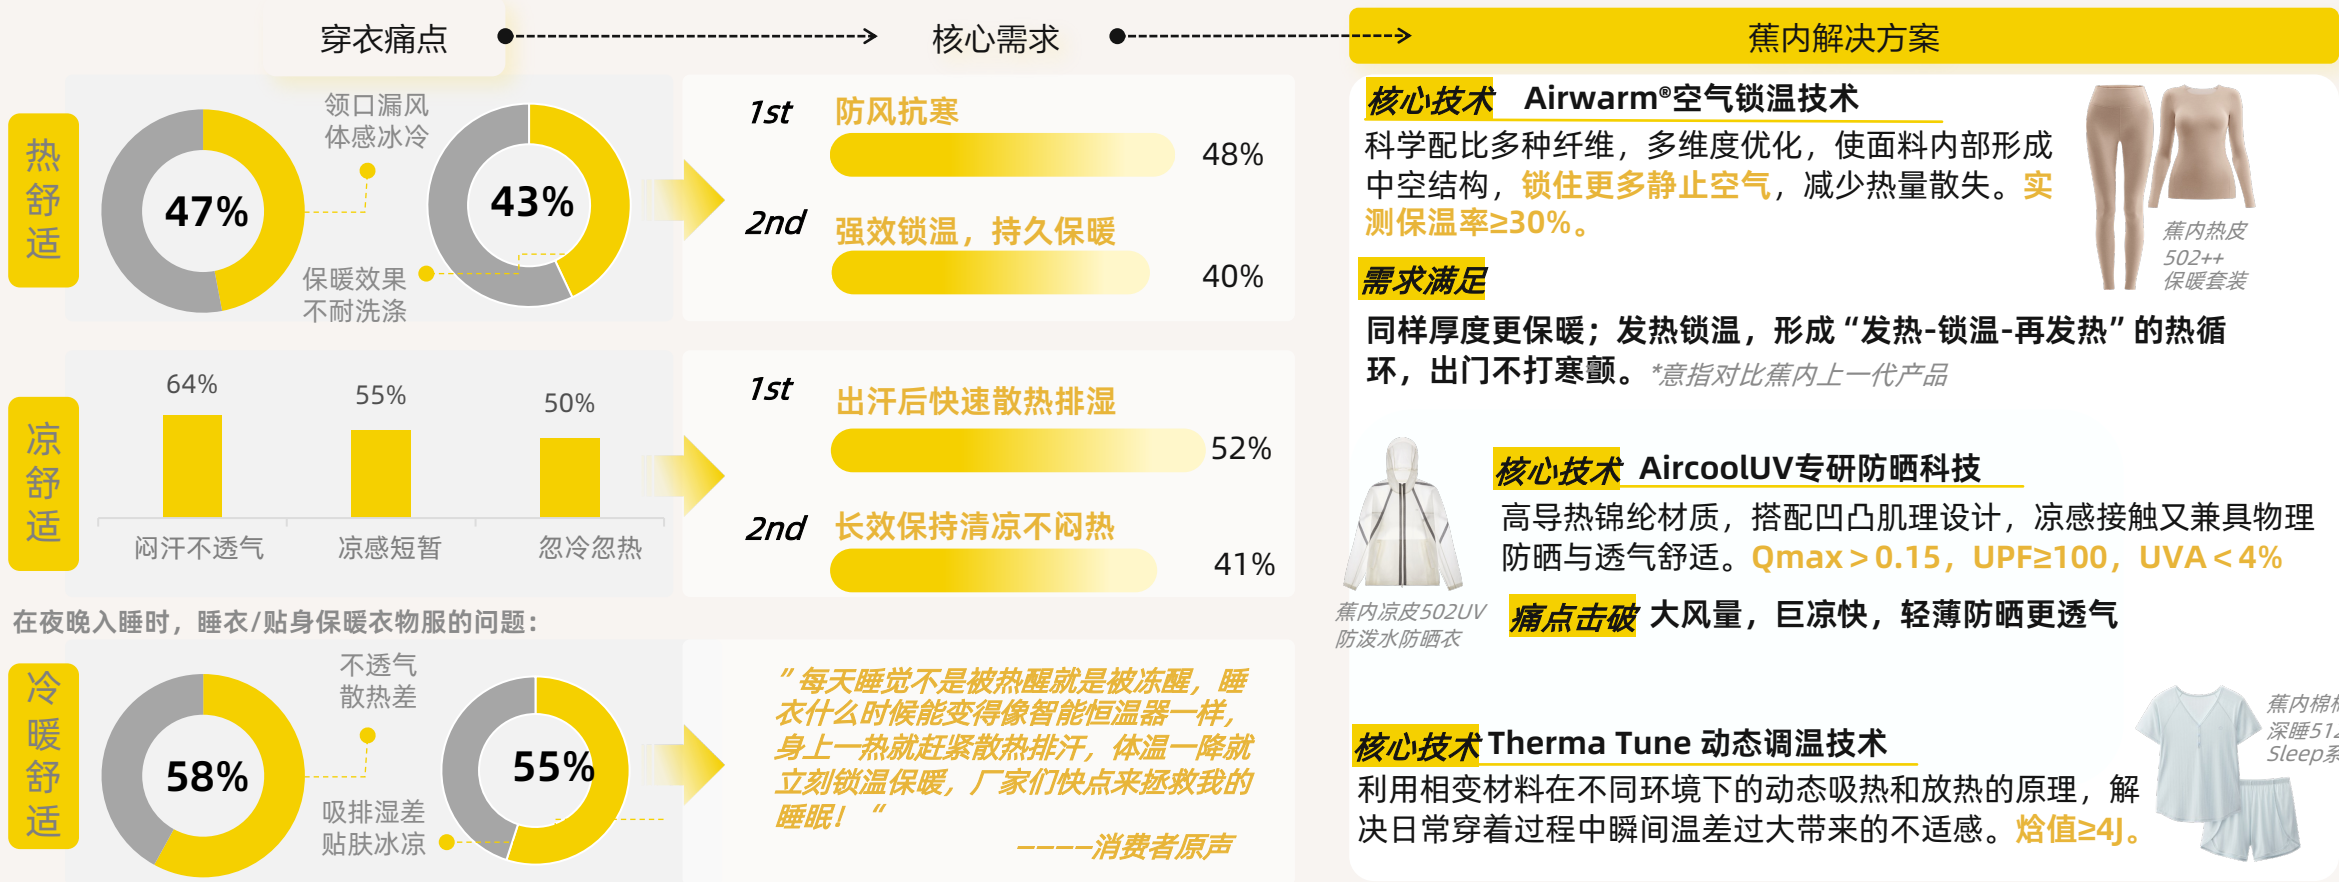 穿衣痛点
核心需求
蕉内解决方案
热舒适
47%
领口漏风
体感冰冷
43%
保暖效果
不耐洗涤
1st 防风抗寒
48%
2nd 强效锁温，持久保暖
40%
核心技术 Airwarm®空气锁温技术
科学配比多种纤维，多维度优化，使面料内部形成
中空结构，锁住更多静止空气，减少热量散失。实
测保温率≥30%。
蕉内热皮
502++
保暖套装
需求满足
同样厚度更保暖；发热锁温，形成“发热-锁温-再发热”的热循
环，出门不打寒颤。*意指对比蕉内上一代产品
凉舒适
64%
55%
50%
闷汗不透气
凉感短暂
忽冷忽热
1st 出汗后快速散热排湿
52%
2nd 长效保持清凉不闷热
41%
核心技术 AircoolUV专研防晒科技
高导热锦纶材质，搭配凹凸肌理设计，凉感接触又兼具物理
防晒与透气舒适。Qmax＞0.15，UPF≥100，UVA＜4%
蕉内凉皮502UV
防泼水防晒衣
痛点击破 大风量，巨凉快，轻薄防晒更透气
在夜晚入睡时，睡衣/贴身保暖衣物服的问题：
冷暖舒适
58%
不透气
散热差
55%
吸排湿差
贴肤冰凉
”每天睡觉不是被热醒就是被冻醒，睡
衣什么时候能变得像智能恒温器一样，
身上一热就赶紧散热排汗，体温一降就
立刻锁温保暖，厂家们快点来拯救我的
睡眠！“
————消费者原声
核心技术 Therma Tune 动态调温技术
利用相变材料在不同环境下的动态吸热和放热的原理，解
决日常穿着过程中瞬间温差过大带来的不适感。焓值≥4J。
蕉内棉棉
深睡512
Sleep系